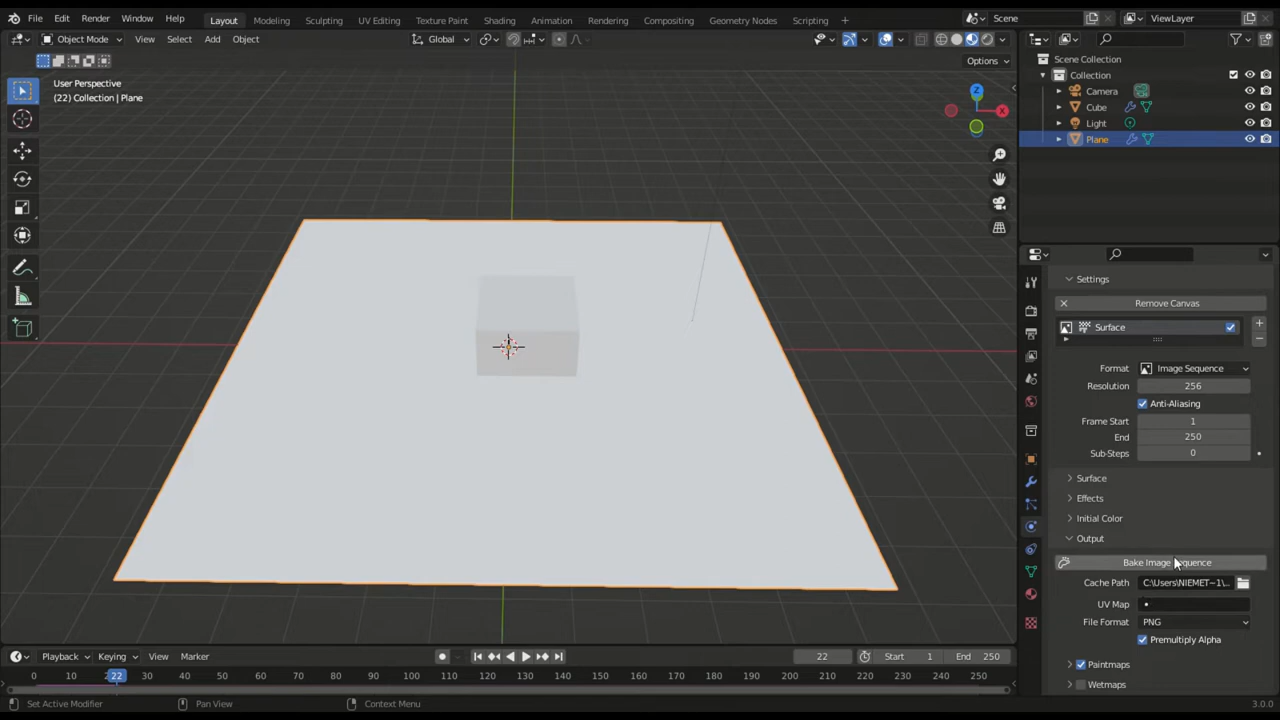 File Edit Render Window Help Layout Modeling Sculpting UV Editing Texture Paint Shading Animation Rendering Compositing Geometry Nodes Scripting + Scene ViewLayer
Object Mode View Select Add Object Global
Options
User Perspective
(22) Collection | Plane
Z
X
Scene Collection
Collection
Camera
Cube
Light
Plane
Settings
Remove Canvas
Surface
Format Image Sequence
Resolution 256
Anti-Aliasing
Frame Start 1
End 250
Sub-Steps 0
Surface
Effects
Initial Color
Output
Bake Image Sequence
Cache Path C:\Users\NIEMET~1\...
UV Map
File Format PNG
Premultiply Alpha
Paintmaps
Wetmaps
Playback Keying View Marker 22 Start 1 End 250
0 22 30 40 50 60 70 80 90 100 110 120 130 140 150 160 170 180 190 200 210 220 230 240 250
Set Active Modifier Pan View Context Menu 3.0.0